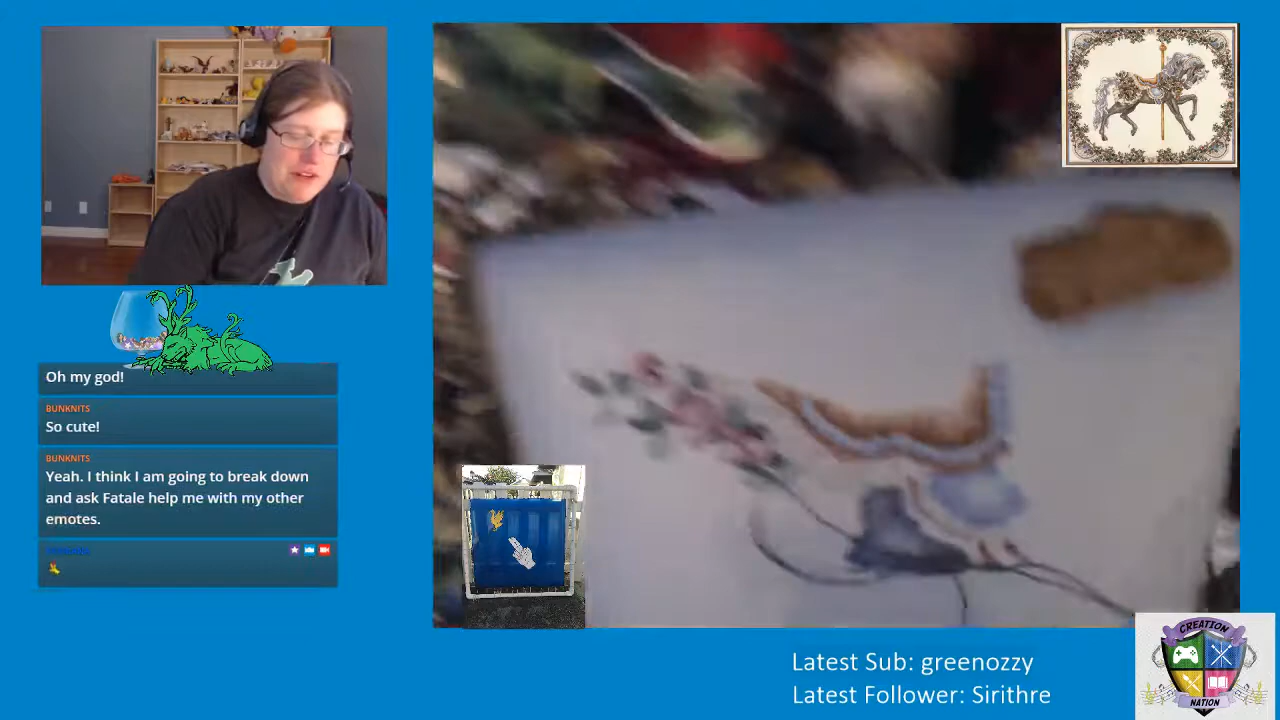 Oh my god!
BUNKNITS
So cute!
BUNKNITS
Yeah. I think I am going to break down
and ask Fatale help me with my other
emotes.
Latest Sub: greenozzy
Latest Follower: Sirithre
CREATION
NATION